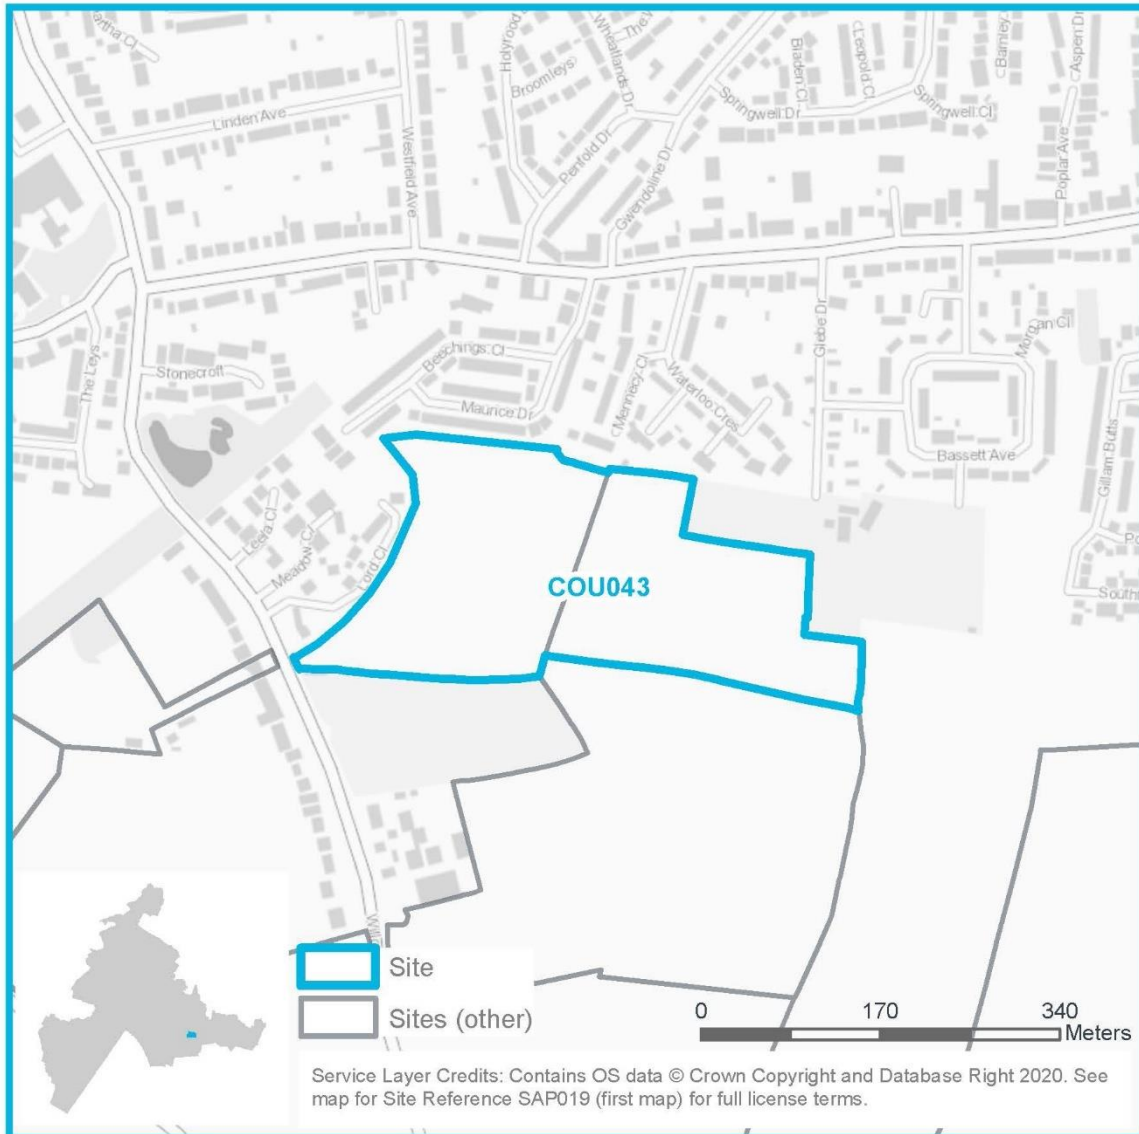 Holyrood
Wheatlands Dr
The
Broomleys
Bladen Cl
Leopold Cl
Aspen Dr
Springwell Dr
Springwell Cl
Linden Ave
Westfield Ave
Penfold Dr
Gwendoline Dr
Poplar Ave
The Leys
Stonecroft
Beechings Cl
Maurice Dr
Mennecy Cl
Waterloo Cres
Glebe Dr
Morgan Cl
Bassett Ave
Gillam Butts
Leefa Cl
Meadow Cl
Ford Cl
COU043
Site
Sites (other)
0 170 340
Meters
Service Layer Credits: Contains OS data © Crown Copyright and Database Right 2020. See
map for Site Reference SAP019 (first map) for full license terms.